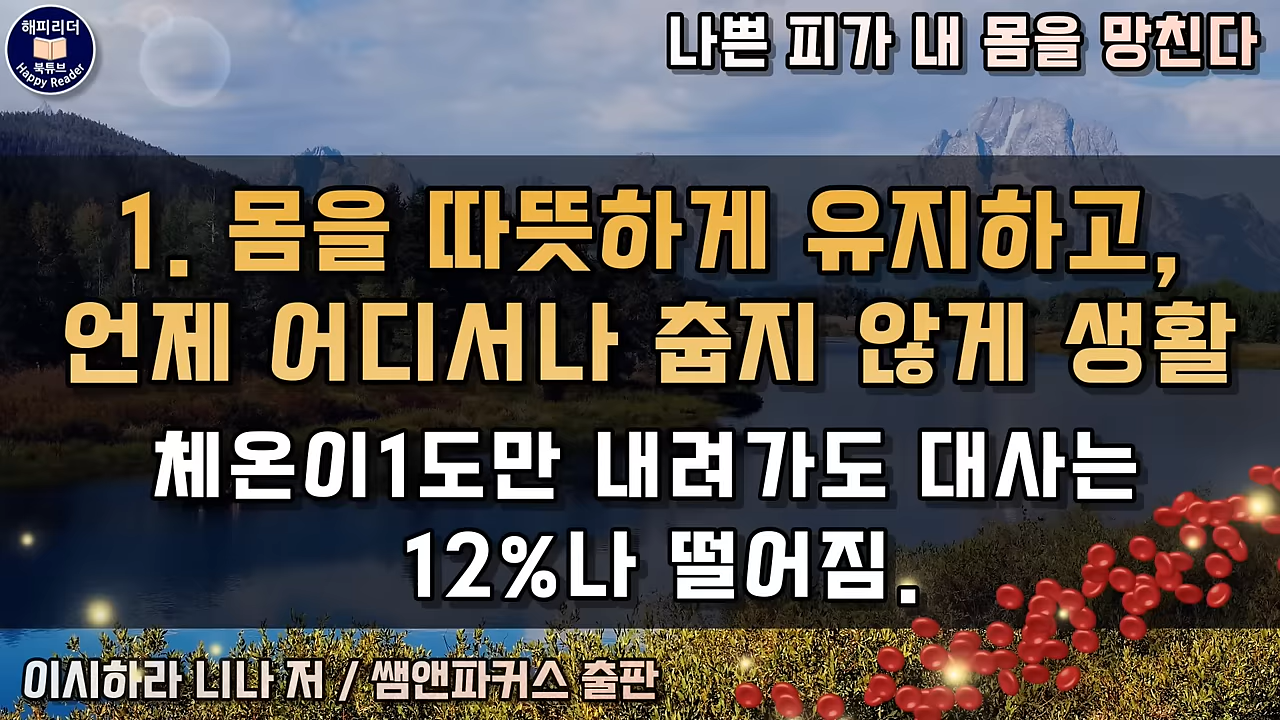 해피리더
북튜브
Happy Reader
나쁜 피가 내 몸을 망친다
1. 몸을 따뜻하게 유지하고,
언제 어디서나 춥지 않게 생활
체온이1도만 내려가도 대사는
12%나 떨어짐.
이시하라 니나 저 / 쌤앤파커스 출판